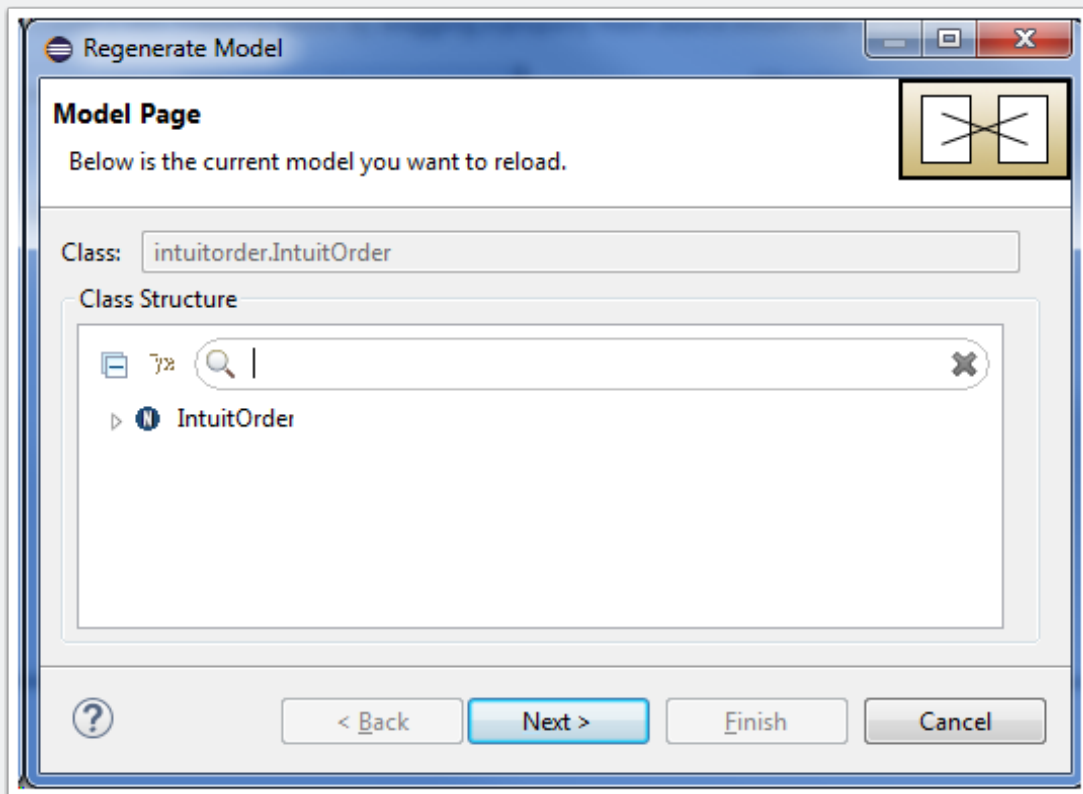 Regenerate Model
Model Page
Below is the current model you want to reload.
Class: intuitorder.IntuitOrder
Class Structure
IntuitOrder
< Back Next > Finish Cancel